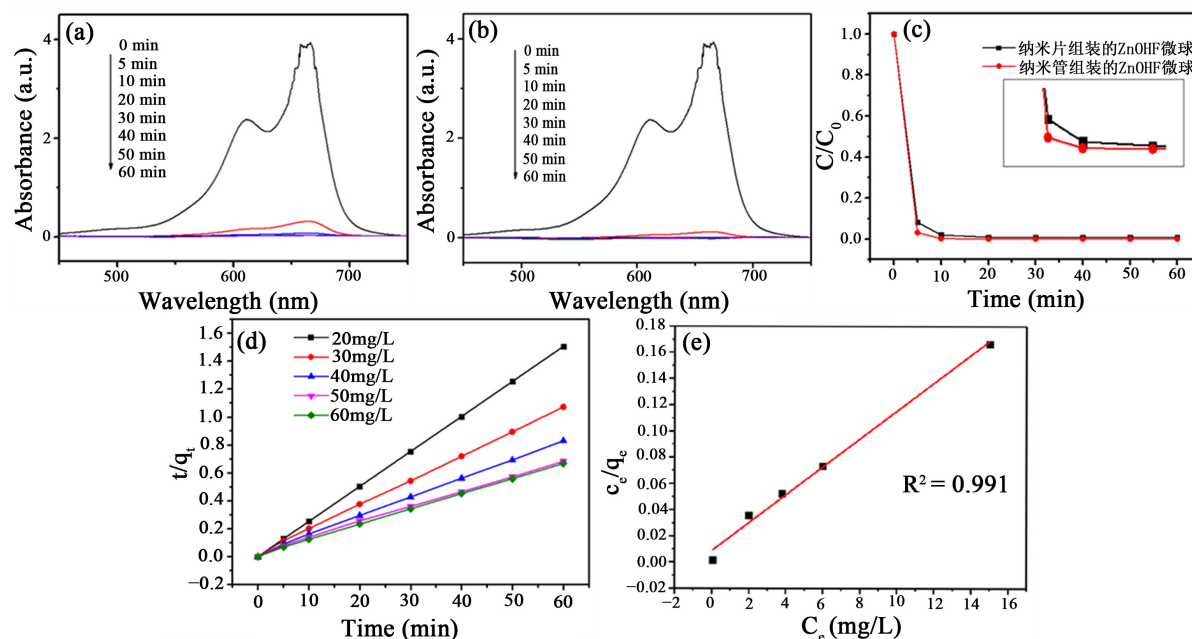 (a)
0 min
5 min
10 min
20 min
30 min
40 min
50 min
60 min
4
2
0
500
600
700
Absorbance (a.u.)
Wavelength (nm)
(b)
0 min
5 min
10 min
20 min
30 min
40 min
50 min
60 min
4
2
0
450
500
550
600
650
700
750
800
Absorbance (a.u.)
Wavelength (nm)
(c)
纳米片组装的ZnOHF微球
纳米管组装的ZnOHF微球
1.0
0.8
0.6
0.4
0.2
0.0
0
10
20
30
40
50
60
C/C0
Time (min)
(d)
20mg/L
30mg/L
40mg/L
50mg/L
60mg/L
1.6
1.4
1.2
1.0
0.8
0.6
0.4
0.2
0.0
−0.2
0
10
20
30
40
50
60
t/qt
Time (min)
(e)
R² = 0.991
0.18
0.16
0.14
0.12
0.10
0.08
0.06
0.04
0.02
0.00
−0.02
−2
0
2
4
6
8
10
12
14
16
ce/qe
Ce (mg/L)